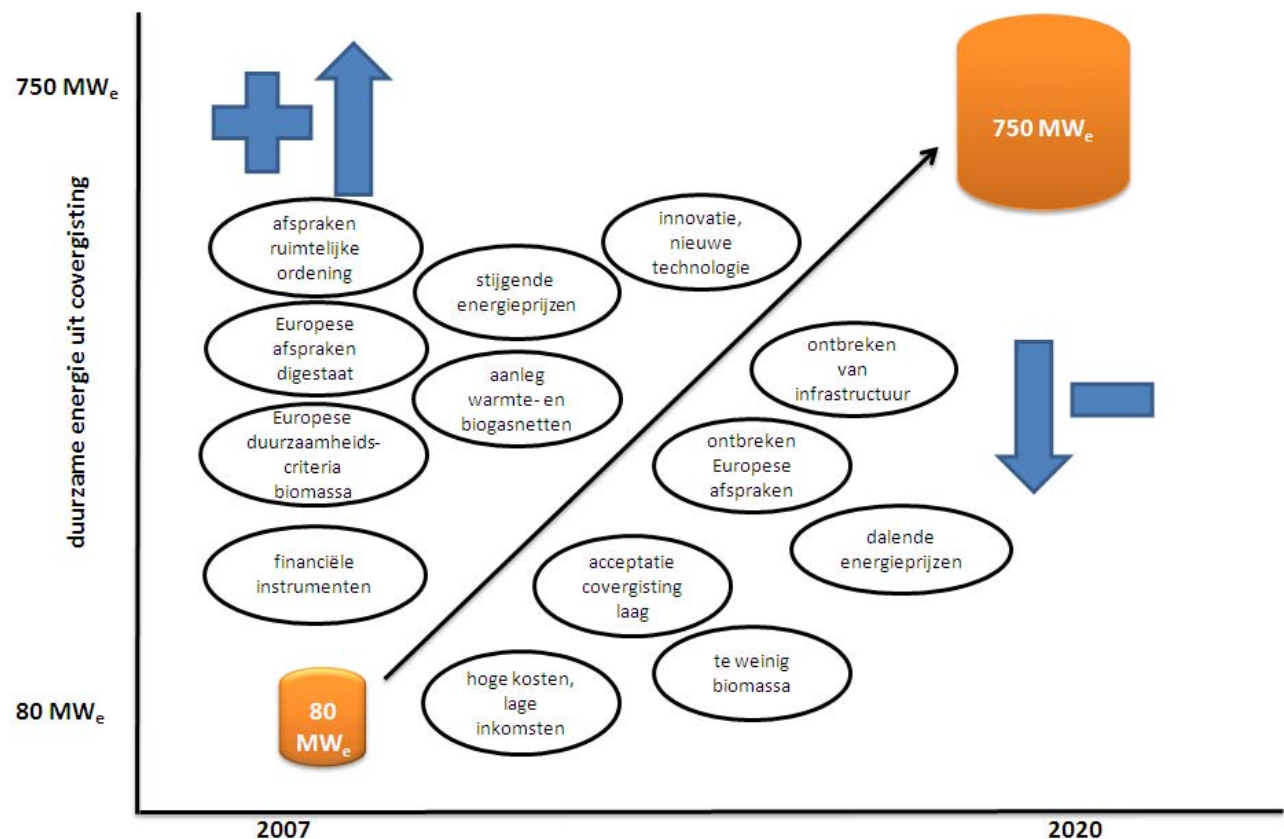 750 MWe
duurzame energie uit covergisting
80 MWe
750 MWe
afspraken
ruimtelijke
ordening
innovatie,
nieuwe
technologie
stijgende
energieprijzen
Europese
afspraken
digestaat
aanleg
warmte- en
biogasnetten
ontbreken
van
infrastructuur
Europese
duurzaamheids-
criteria
biomassa
ontbreken
Europese
afspraken
financiële
instrumenten
acceptatie
covergisting
laag
dalende
energieprijzen
te weinig
biomassa
hoge kosten,
lage
inkomsten
80
MWe
2007
2020